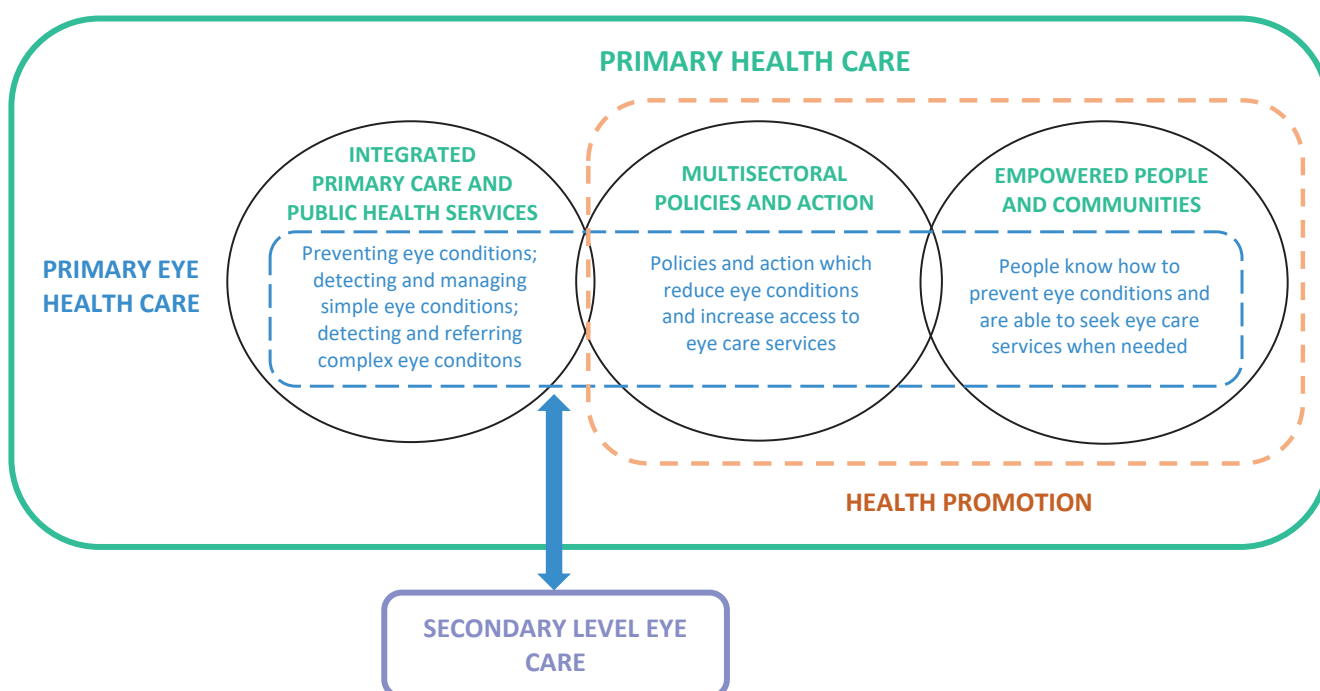 PRIMARY HEALTH CARE
INTEGRATED
PRIMARY CARE AND
PUBLIC HEALTH SERVICES
MULTISECTORAL
POLICIES AND ACTION
EMPOWERED PEOPLE
AND COMMUNITIES
PRIMARY EYE
HEALTH CARE
Preventing eye conditions;
detecting and managing
simple eye conditions;
detecting and referring
complex eye conditons
Policies and action which
reduce eye conditions
and increase access to
eye care services
People know how to
prevent eye conditions and
are able to seek eye care
services when needed
HEALTH PROMOTION
SECONDARY LEVEL EYE
CARE